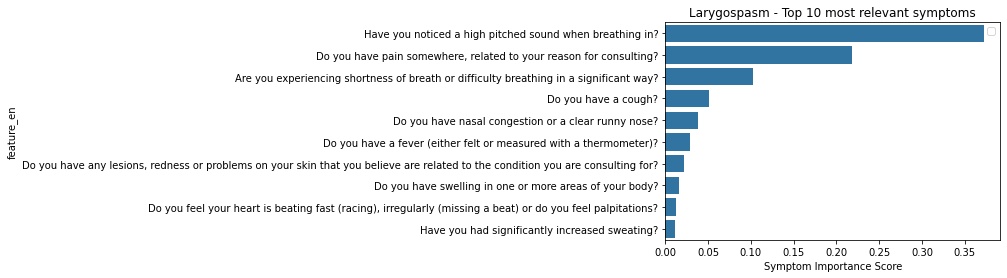 Larygospasm - Top 10 most relevant symptoms
Have you noticed a high pitched sound when breathing in?
Do you have pain somewhere, related to your reason for consulting?
Are you experiencing shortness of breath or difficulty breathing in a significant way?
Do you have a cough?
Do you have nasal congestion or a clear runny nose?
Do you have a fever (either felt or measured with a thermometer)?
Do you have any lesions, redness or problems on your skin that you believe are related to the condition you are consulting for?
Do you have swelling in one or more areas of your body?
Do you feel your heart is beating fast (racing), irregularly (missing a beat) or do you feel palpitations?
Have you had significantly increased sweating?
feature_en
0.00 0.05 0.10 0.15 0.20 0.25 0.30 0.35
Symptom Importance Score